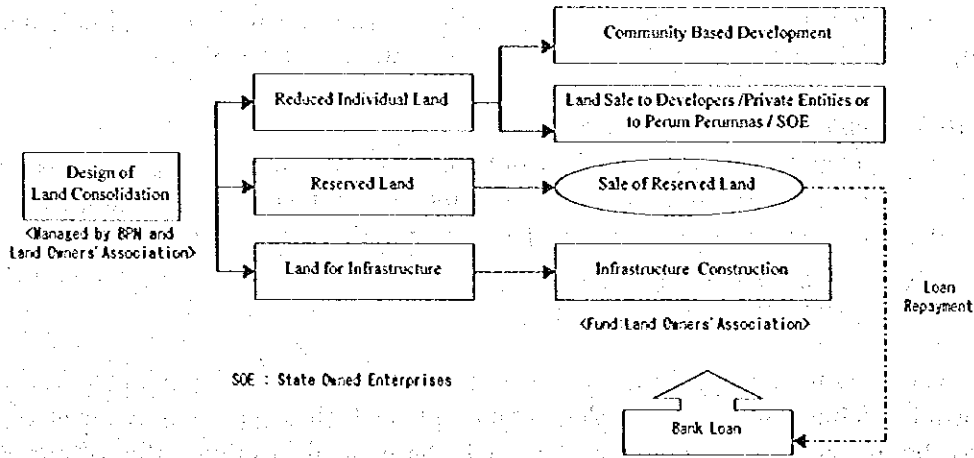 Community Based Development
Reduced Individual Land
Land Sale to Developers /Private Entities or
to Perum Perumnas / SOE
Design of
Land Consolidation
<Managed by BPN and
Land Owners' Association>
Reserved Land
Sale of Reserved Land
Land for Infrastructure
Infrastructure Construction
<Fund:Land Owners' Association>
Loan
Repayment
SOE : State Owned Enterprises
Bank Loan